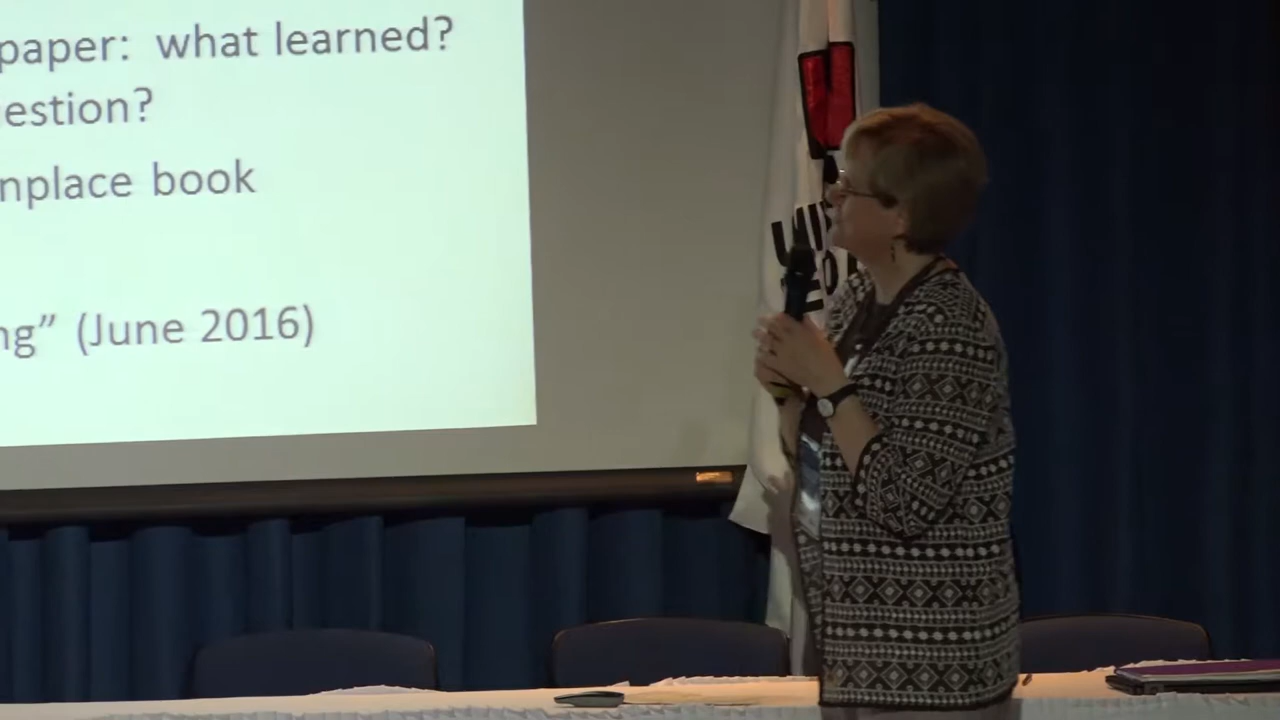 paper: what learned?
estion?
nplace book
ng” (June 2016)